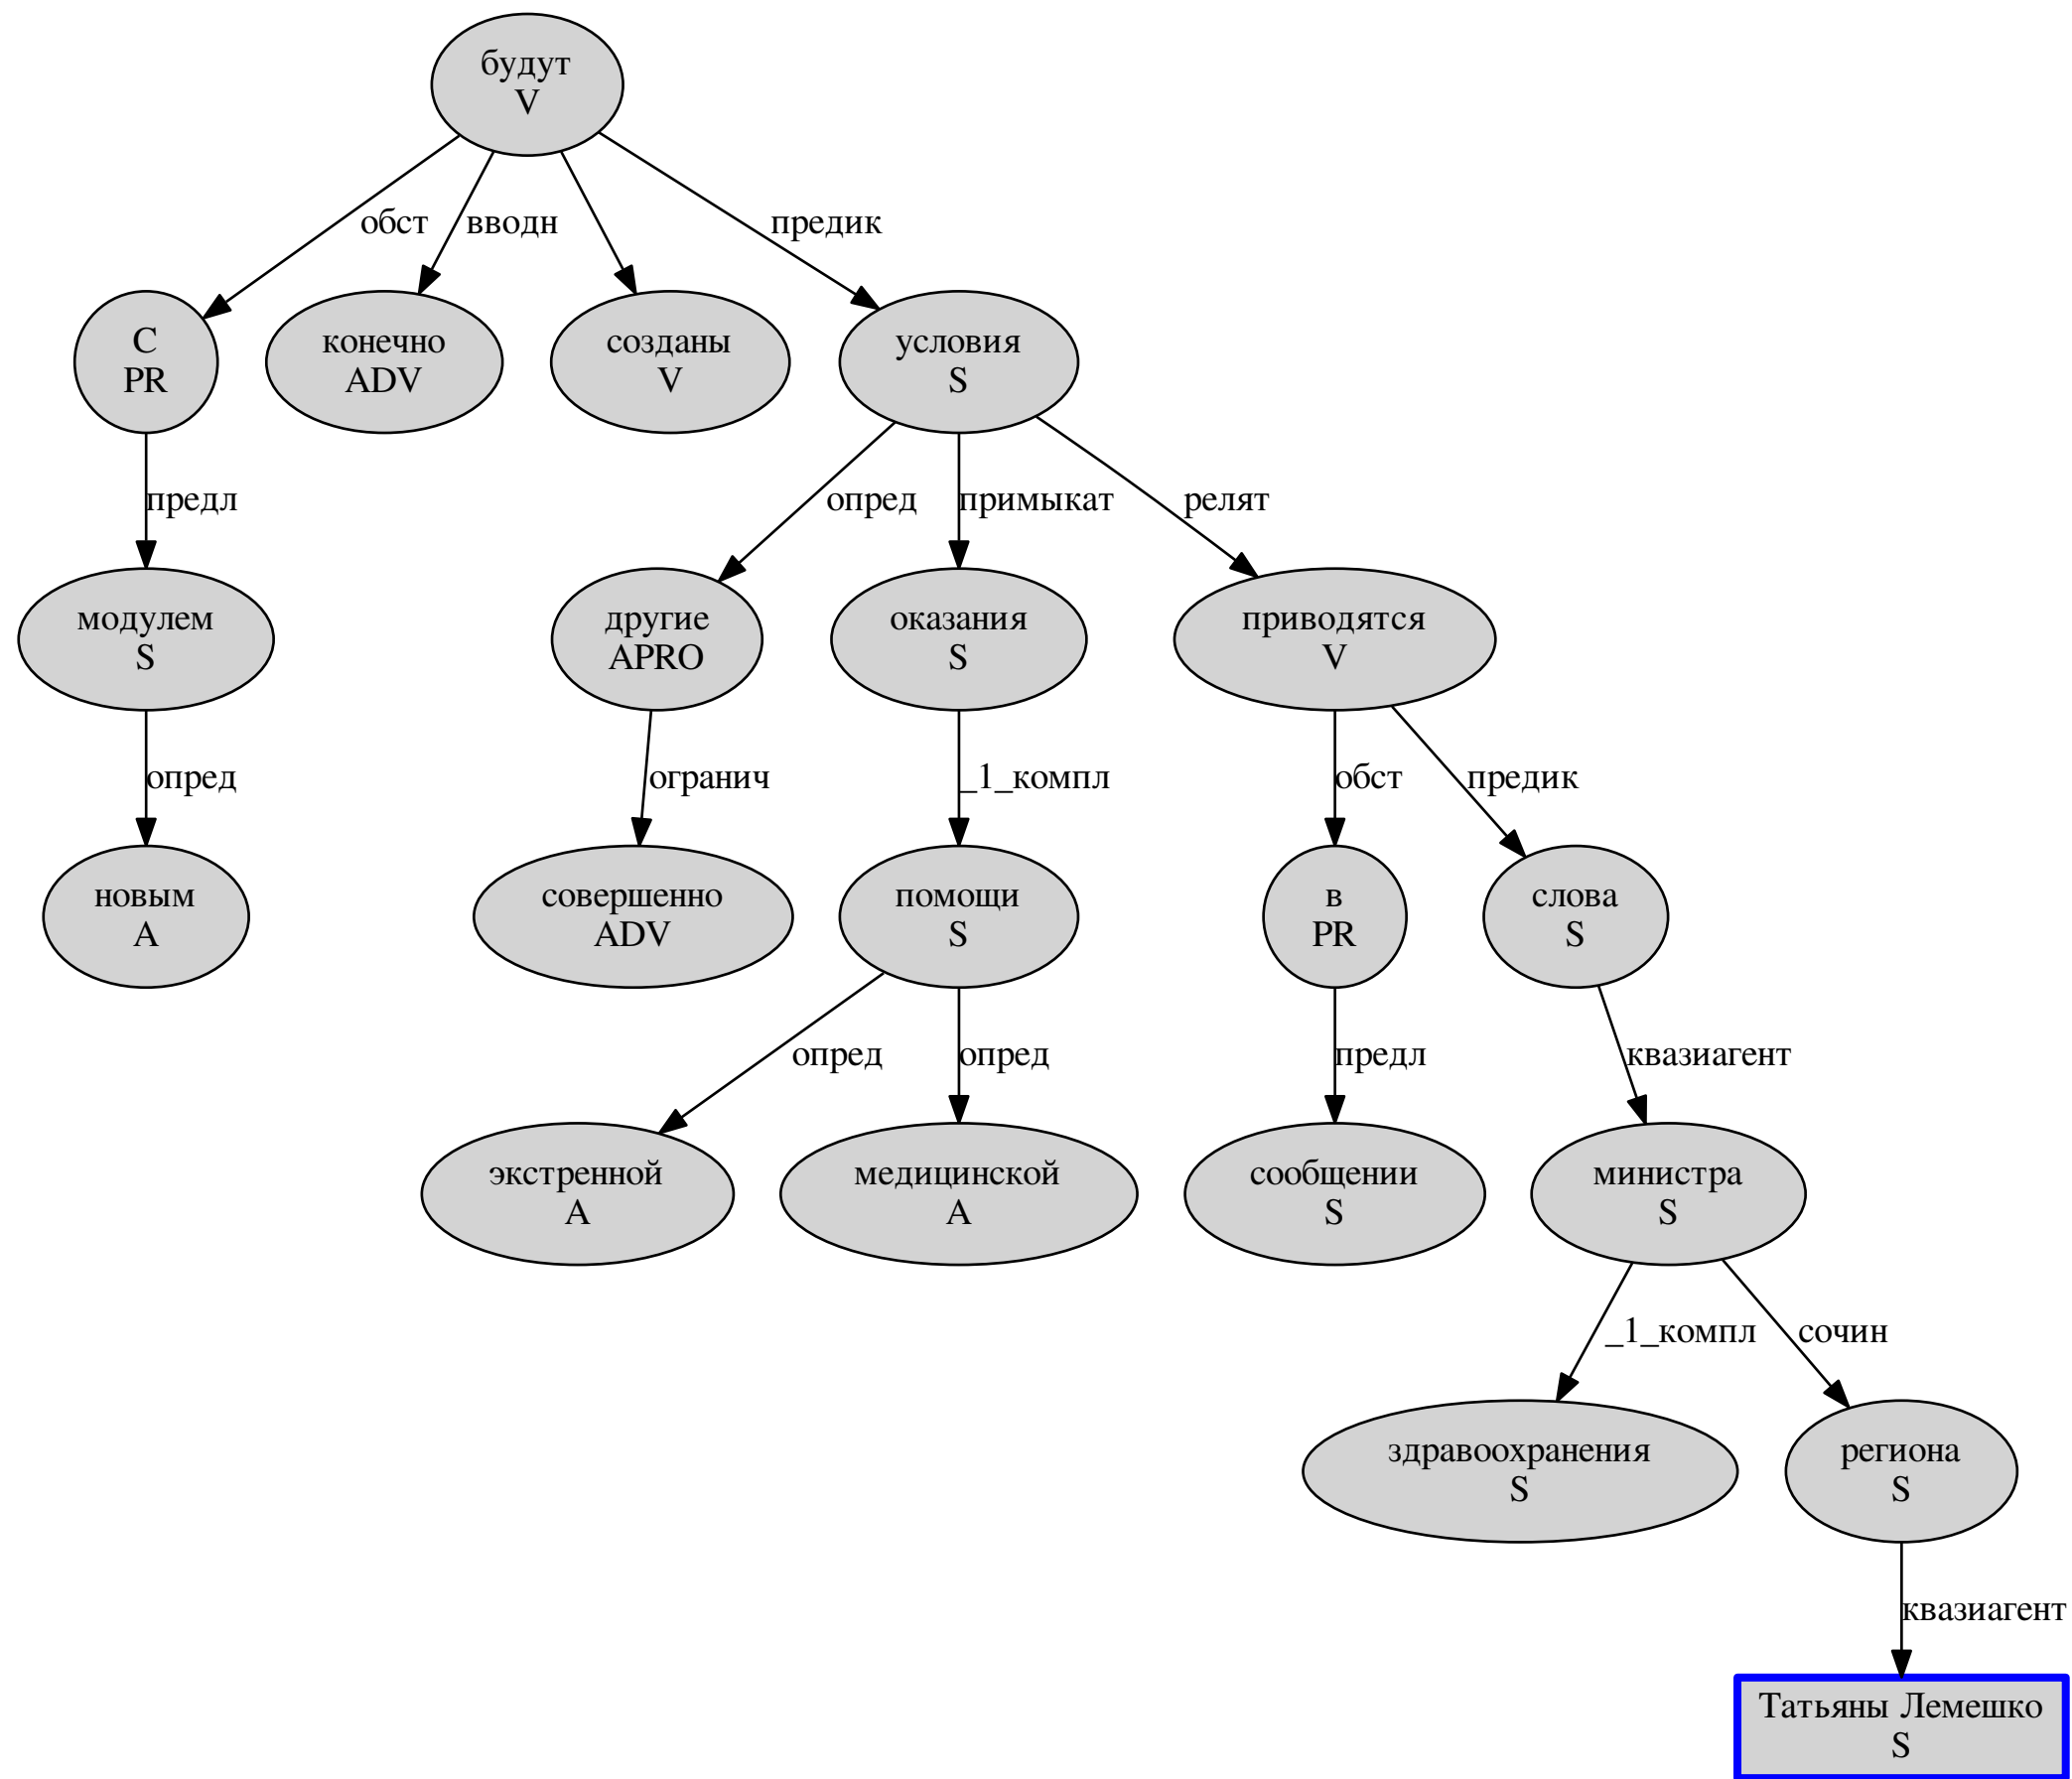 будут
V
обст
вводн
предик
С
PR
конечно
ADV
созданы
V
условия
S
предл
опред
примыкат
релят
модулем
S
другие
APRO
оказания
S
приводятся
V
опред
огранич
_1_компл
обст
предик
новым
A
совершенно
ADV
помощи
S
в
PR
слова
S
опред
опред
предл
квазиагент
экстренной
A
медицинской
A
сообщении
S
министра
S
_1_компл
сочин
здравоохранения
S
региона
S
квазиагент
Татьяны Лемешко
S